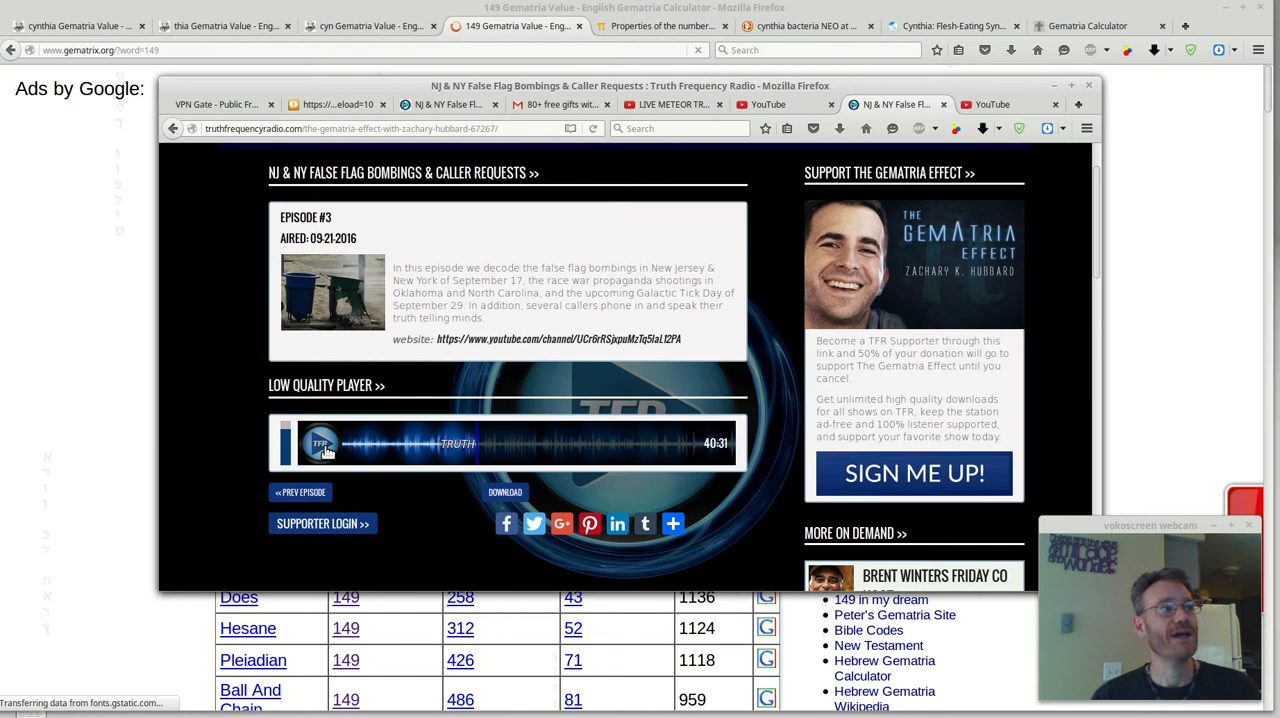 149 Gematria Value - English Gematria Calculator - Mozilla Firefox
cynthia Gematria Value - ...
thia Gematria Value - Eng...
cyn Gematria Value - Engl...
149 Gematria Value - Eng...
Properties of the number...
cynthia bacteria NEO at ...
Cynthia: Flesh-Eating Syn...
Gematria Calculator
www.gematrix.org/?word=149
Search
Ads by Google:
NJ & NY False Flag Bombings & Caller Requests : Truth Frequency Radio - Mozilla Firefox
VPN Gate - Public Fr...
https:/...eload=10
NJ & NY False Fl...
80+ free gifts wit...
LIVE METEOR TR...
YouTube
NJ & NY False Fl...
YouTube
truthfrequencyradio.com/the-gematria-effect-with-zachary-hubbard-67267/
Search
NJ & NY FALSE FLAG BOMBINGS & CALLER REQUESTS >>
EPISODE #3
AIRED: 09-21-2016
In this episode we decode the false flag bombings in New Jersey &
New York of September 17, the race war propaganda shootings in
Oklahoma and North Carolina, and the upcoming Galactic Tick Day of
September 29. In addition, several callers phone in and speak their
truth telling minds.
website: https://www.youtube.com/channel/UCr6rRSjxpuMzTq5laL12PA
LOW QUALITY PLAYER >>
TFR
TRUTH
40:31
<< PREV EPISODE
DOWNLOAD
SUPPORTER LOGIN >>
SUPPORT THE GEMATRIA EFFECT >>
THE
GEMATRIA
EFFECT
ZACHARY K. HUBBARD
Become a TFR Supporter through this
link and 50% of your donation will go to
support The Gematria Effect until you
cancel.
Get unlimited high quality downloads
for all shows on TFR, keep the station
ad-free and 100% listener supported,
and support your favorite show today.
SIGN ME UP!
MORE ON DEMAND >>
BRENT WINTERS FRIDAY CO
Does 149 258 43 1136
Hesane 149 312 52 1124
Pleiadian 149 426 71 1118
Ball And
Chain 149 486 81 959
149 in my dream
Peter's Gematria Site
Bible Codes
New Testament
Hebrew Gematria
Calculator
Hebrew Gematria
Wikipedia
vokoscreen webcam
Transferring data from fonts.gstatic.com...